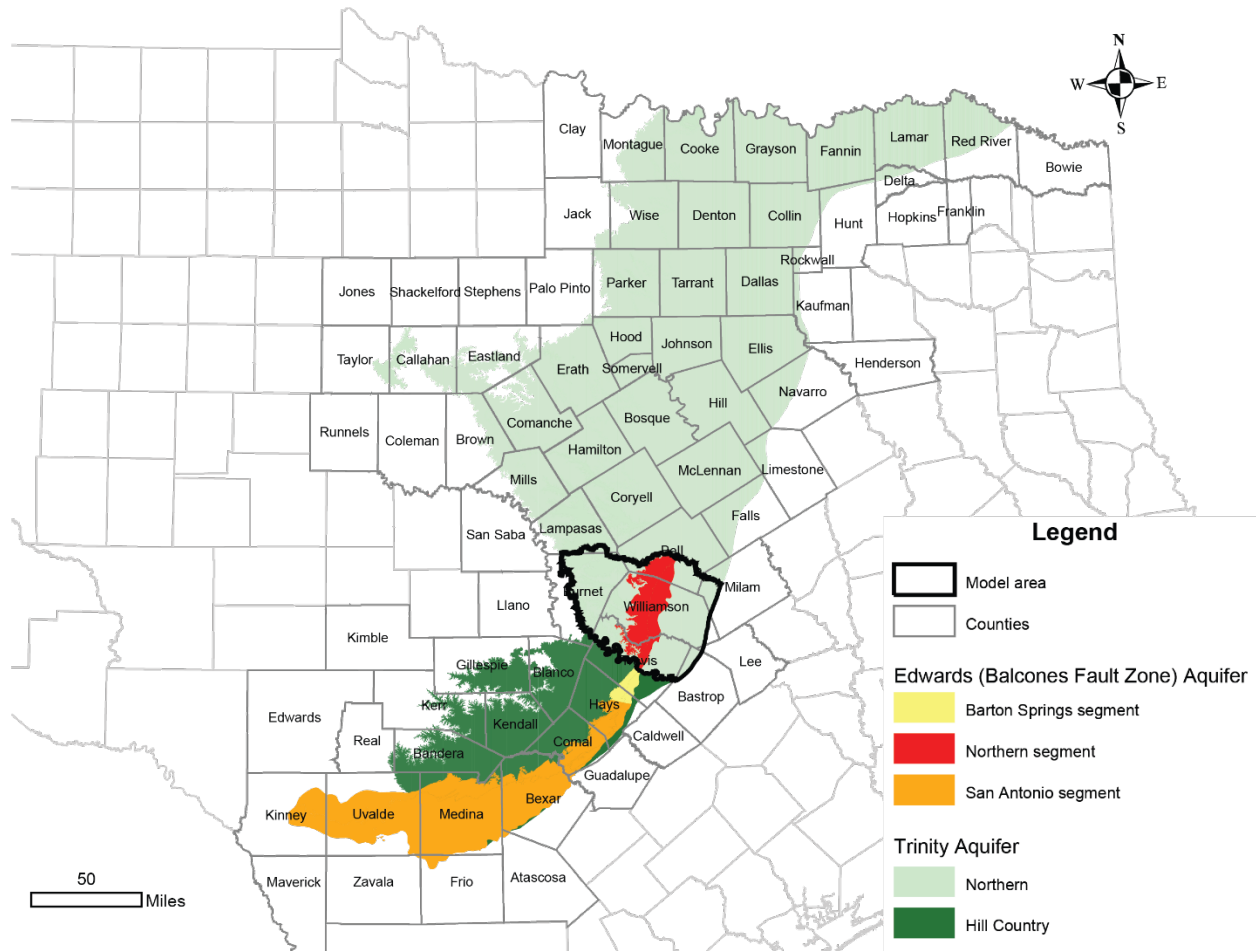 N
W
E
S
Clay
Montague
Cooke
Grayson
Fannin
Lamar
Red River
Bowie
Delta
Jack
Wise
Denton
Collin
Hunt
Hopkins
Franklin
Rockwall
Jones
Shackelford
Stephens
Palo Pinto
Parker
Tarrant
Dallas
Kaufman
Taylor
Callahan
Eastland
Hood
Johnson
Ellis
Erath
Somervell
Henderson
Navarro
Comanche
Bosque
Hill
Runnels
Coleman
Brown
Hamilton
McLennan
Limestone
Mills
Coryell
Falls
San Saba
Lampasas
Bell
Milam
Burnet
Williamson
Llano
Kimble
Travis
Lee
Gillespie
Blanco
Bastrop
Hays
Kerr
Edwards
Kendall
Caldwell
Real
Bandera
Comal
Guadalupe
Bexar
Kinney
Uvalde
Medina
Maverick
Zavala
Frio
Atascosa
50
Miles
Legend
Model area
Counties
Edwards (Balcones Fault Zone) Aquifer
Barton Springs segment
Northern segment
San Antonio segment
Trinity Aquifer
Northern
Hill Country